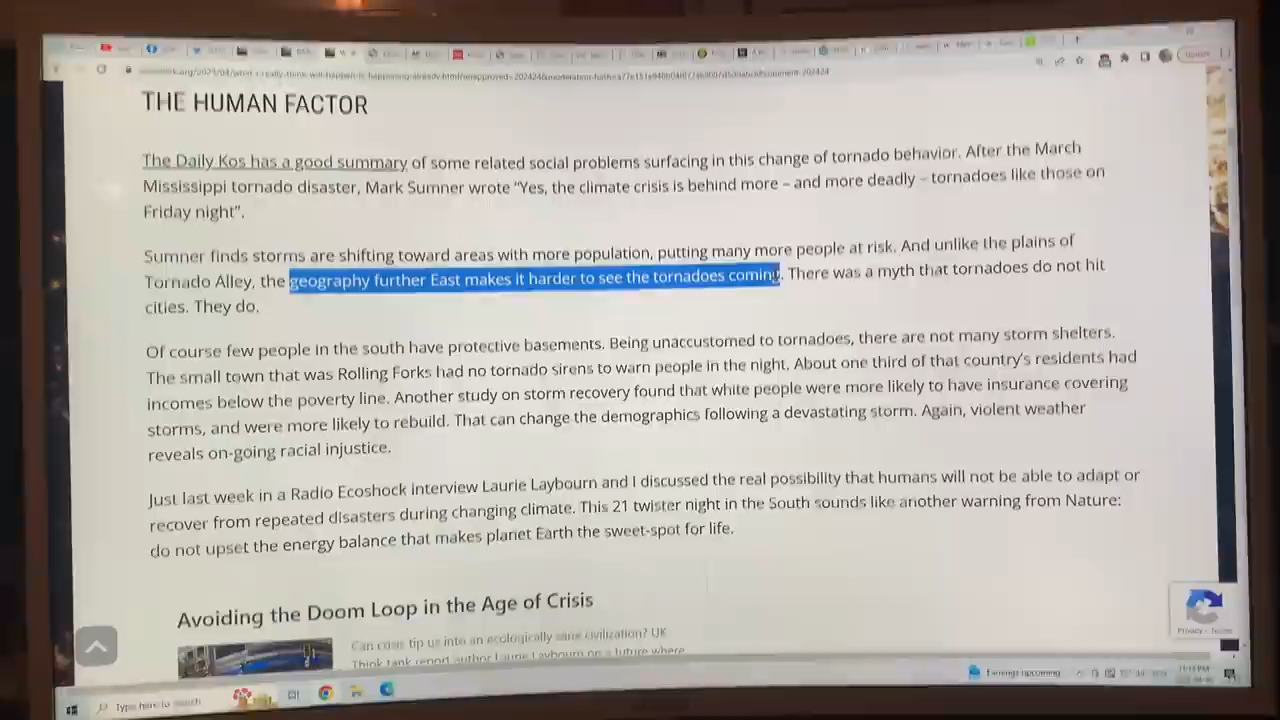 THE HUMAN FACTOR
The Daily Kos has a good summary of some related social problems surfacing in this change of tornado behavior. After the March
Mississippi tornado disaster, Mark Sumner wrote “Yes, the climate crisis is behind more – and more deadly – tornadoes like those on
Friday night”.
Sumner finds storms are shifting toward areas with more population, putting many more people at risk. And unlike the plains of
Tornado Alley, the geography further East makes it harder to see the tornadoes coming. There was a myth that tornadoes do not hit
cities. They do.
Of course few people in the south have protective basements. Being unaccustomed to tornadoes, there are not many storm shelters.
The small town that was Rolling Forks had no tornado sirens to warn people in the night. About one third of that country’s residents had
incomes below the poverty line. Another study on storm recovery found that white people were more likely to have insurance covering
storms, and were more likely to rebuild. That can change the demographics following a devastating storm. Again, violent weather
reveals on-going racial injustice.
Just last week in a Radio Ecoshock interview Laurie Laybourn and I discussed the real possibility that humans will not be able to adapt or
recover from repeated disasters during changing climate. This 21 twister night in the South sounds like another warning from Nature:
do not upset the energy balance that makes planet Earth the sweet-spot for life.
Avoiding the Doom Loop in the Age of Crisis
Can crisis tip us into an ecologically sane civilization? UK
Think tank report author Laurie Laybourn on a future where
Privacy - Terms
Type here to search
Earnings upcoming